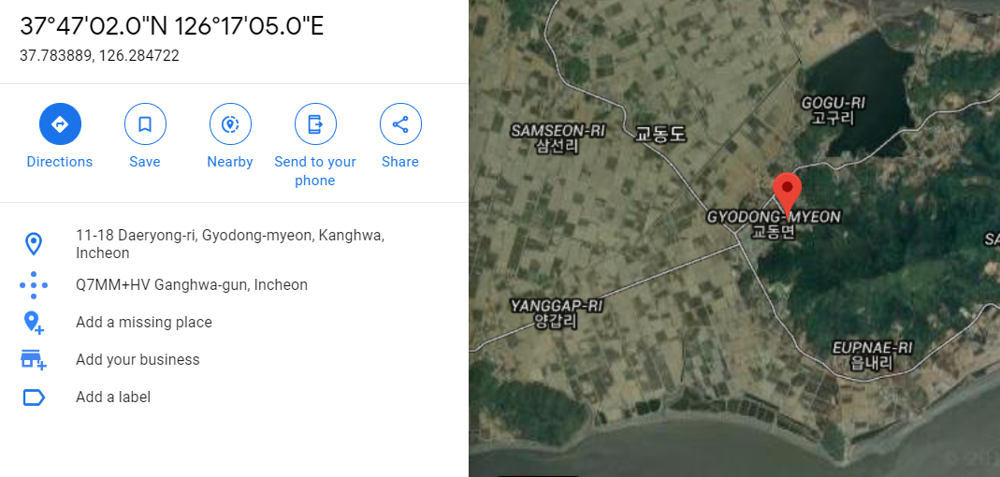 37°47'02.0"N 126°17'05.0"E
37.783889, 126.284722
Directions
Save
Nearby
Send to your
phone
Share
11-18 Daeryong-ri, Gyodong-myeon, Kanghwa,
Incheon
Q7MM+HV Ganghwa-gun, Incheon
Add a missing place
Add your business
Add a label
GOGU-RI
고구리
SAMSEON-RI
삼선리
교동도
GYODONG-MYEON
교동면
SA
YANGGAP-RI
양갑리
EUPNAE-RI
읍내리